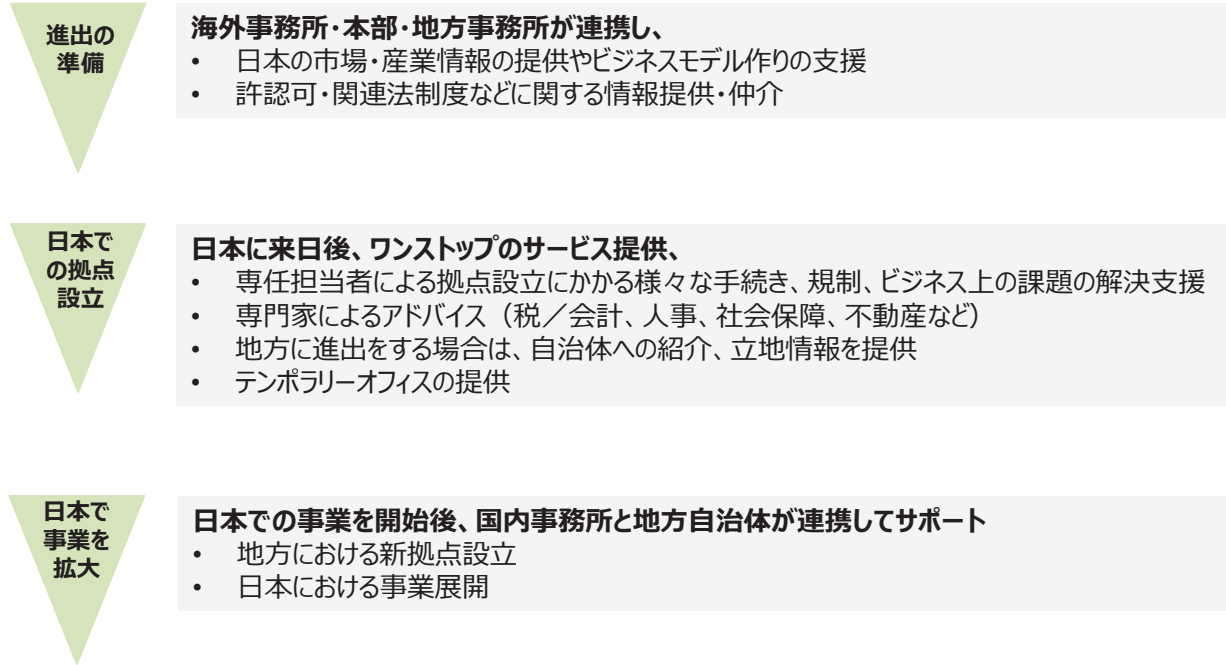 進出の
準備
海外事務所・本部・地方事務所が連携し、
• 日本の市場・産業情報の提供やビジネスモデル作りの支援
• 許認可・関連法制度などに関する情報提供・仲介
日本で
の拠点
設立
日本に来日後、ワンストップのサービス提供、
• 専任担当者による拠点設立にかかる様々な手続き、規制、ビジネス上の課題の解決支援
• 専門家によるアドバイス（税／会計、人事、社会保障、不動産など）
• 地方に進出をする場合は、自治体への紹介、立地情報を提供
• テンポラリーオフィスの提供
日本で
事業を
拡大
日本での事業を開始後、国内事務所と地方自治体が連携してサポート
• 地方における新拠点設立
• 日本における事業展開